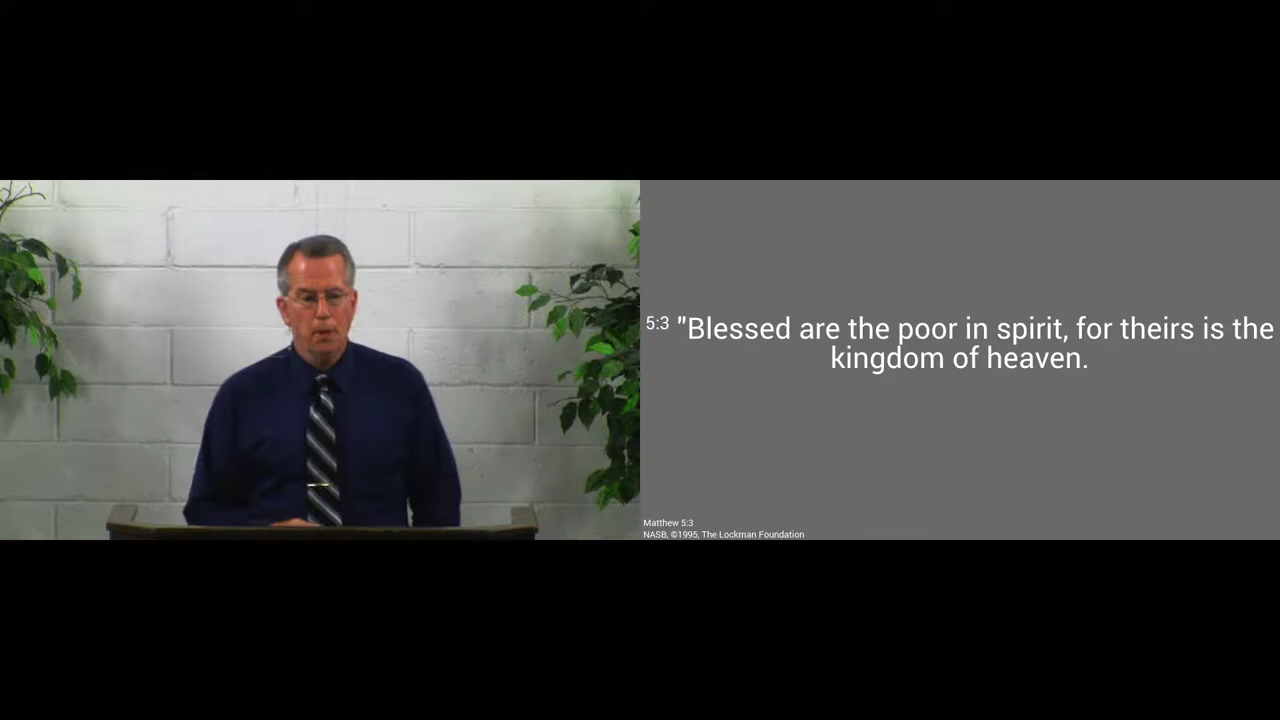 5:3 "Blessed are the poor in spirit, for theirs is the
kingdom of heaven.
Matthew 5:3
NASB, ©1995, The Lockman Foundation